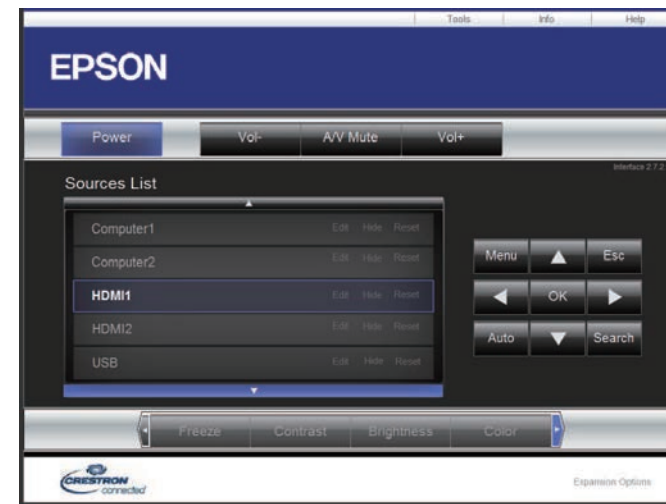 Tools Info Help
EPSON
Power Vol- A/V Mute Vol+
Interface 2.7.2
Sources List
Computer1 Edit Hide Reset
Computer2 Edit Hide Reset
HDMI1 Edit Hide Reset
HDMI2 Edit Hide Reset
USB Edit Hide Reset
Menu Esc
OK
Auto Search
Freeze Contrast Brightness Color
CRESTRON
connected
Expansion Options